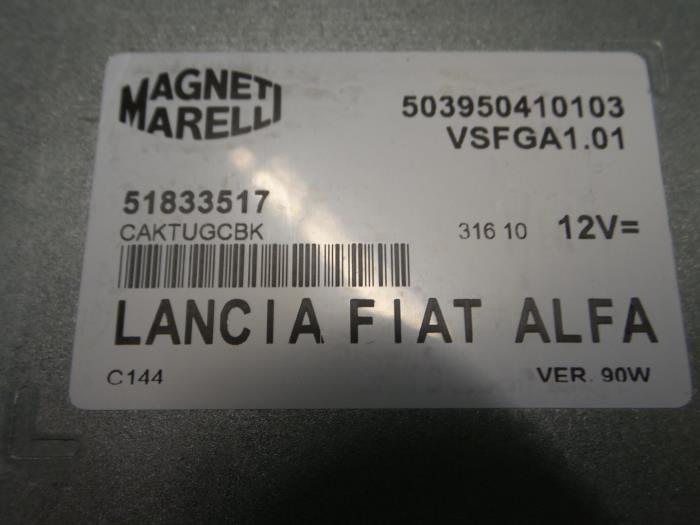 MAGNETI
MARELLI
503950410103
VSFGA1.01
51833517
CAKTUGCBK
316 10 12V=
LANCIA FIAT ALFA
C144
VER. 90W